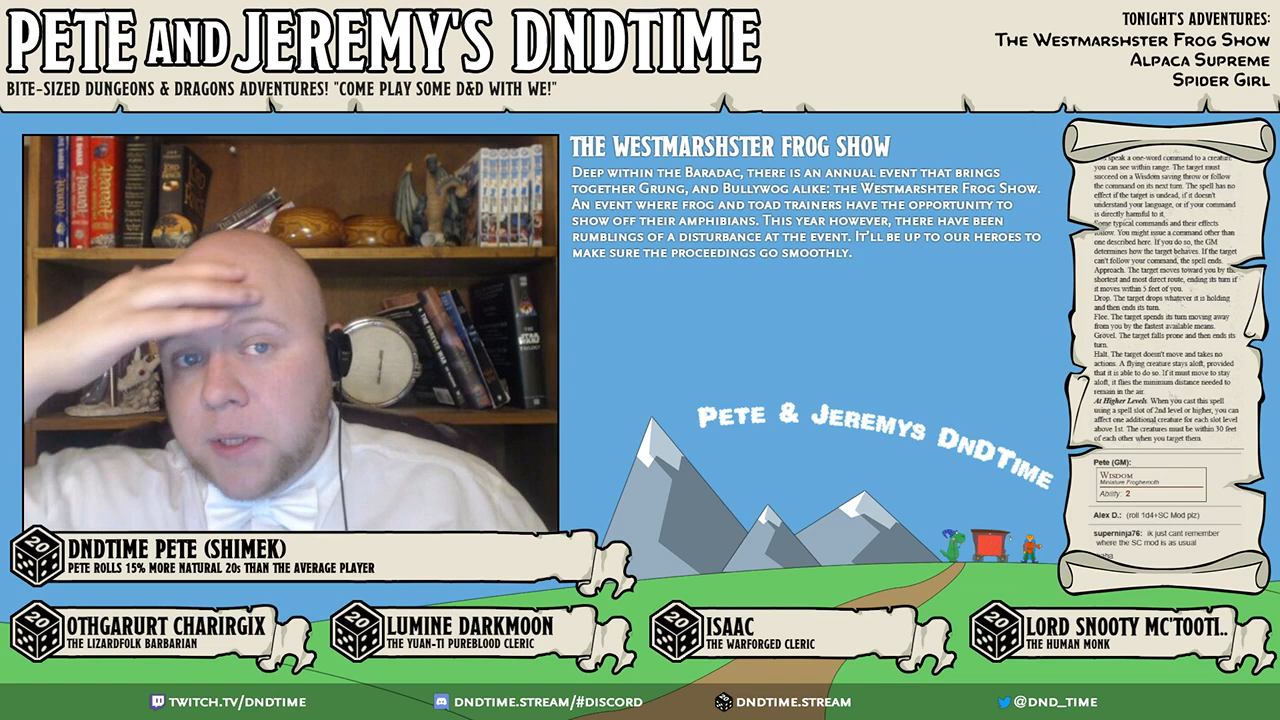 PETE AND JEREMY'S DNDTIME
BITE-SIZED DUNGEONS & DRAGONS ADVENTURES! "COME PLAY SOME D&D WITH WE!"
TONIGHT'S ADVENTURES:
THE WESTMARSHSTER FROG SHOW
ALPACA SUPREME
SPIDER GIRL
THE WESTMARSHSTER FROG SHOW
DEEP WITHIN THE BARADAC, THERE IS AN ANNUAL EVENT THAT BRINGS
TOGETHER GRUNG, AND BULLYWOG ALIKE: THE WESTMARSHTER FROG SHOW.
AN EVENT WHERE FROG AND TOAD TRAINERS HAVE THE OPPORTUNITY TO
SHOW OFF THEIR AMPHIBIANS. THIS YEAR HOWEVER, THERE HAVE BEEN
RUMBLINGS OF A DISTURBANCE AT THE EVENT. IT'LL BE UP TO OUR HEROES TO
MAKE SURE THE PROCEEDINGS GO SMOOTHLY.
speak a one-word command to a creature
you can see within range. The target must
succeed on a Wisdom saving throw or follow
the command on its next turn. The spell has no
effect if the target is undead, if it doesn't
understand your language, or if your command
is directly harmful to it.
Some typical commands and their effects
follow. You might issue a command other than
one described here. If you do so, the GM
determines how the target behaves. If the target
can't follow your command, the spell ends.
Approach. The target moves toward you by the
shortest and most direct route, ending its turn if
it moves within 5 feet of you.
Drop. The target drops whatever it is holding
and then ends its turn.
Flee. The target spends its turn moving away
from you by the fastest available means.
Grovel. The target falls prone and then ends its
turn.
Halt. The target doesn't move and takes no
actions. A flying creature stays aloft, provided
that it is able to do so. If it must move to stay
aloft, it flies the minimum distance needed to
remain in the air.
At Higher Levels. When you cast this spell
using a spell slot of 2nd level or higher, you can
affect one additional creature for each slot level
above 1st. The creatures must be within 30 feet
of each other when you target them.
Pete (GM):
WISDOM
Miniature Froghemoth
Ability: 2
Alex D.: (roll 1d4+SC Mod plz)
superninja76: ik just cant remember
where the SC mod is as usual
PETE & JEREMYS DNDTIME
20
DNDTIME PETE (SHIMEK)
PETE ROLLS 15% MORE NATURAL 20S THAN THE AVERAGE PLAYER
20
OTHGARURT CHARIRGIX
THE LIZARDFOLK BARBARIAN
20
LUMINE DARKMOON
THE YUAN-TI PUREBLOOD CLERIC
20
ISAAC
THE WARFORGED CLERIC
20
LORD SNOOTY MC'TOOTI..
THE HUMAN MONK
TWITCH.TV/DNDTIME
DNDTIME.STREAM/#DISCORD
DNDTIME.STREAM
@DND_TIME